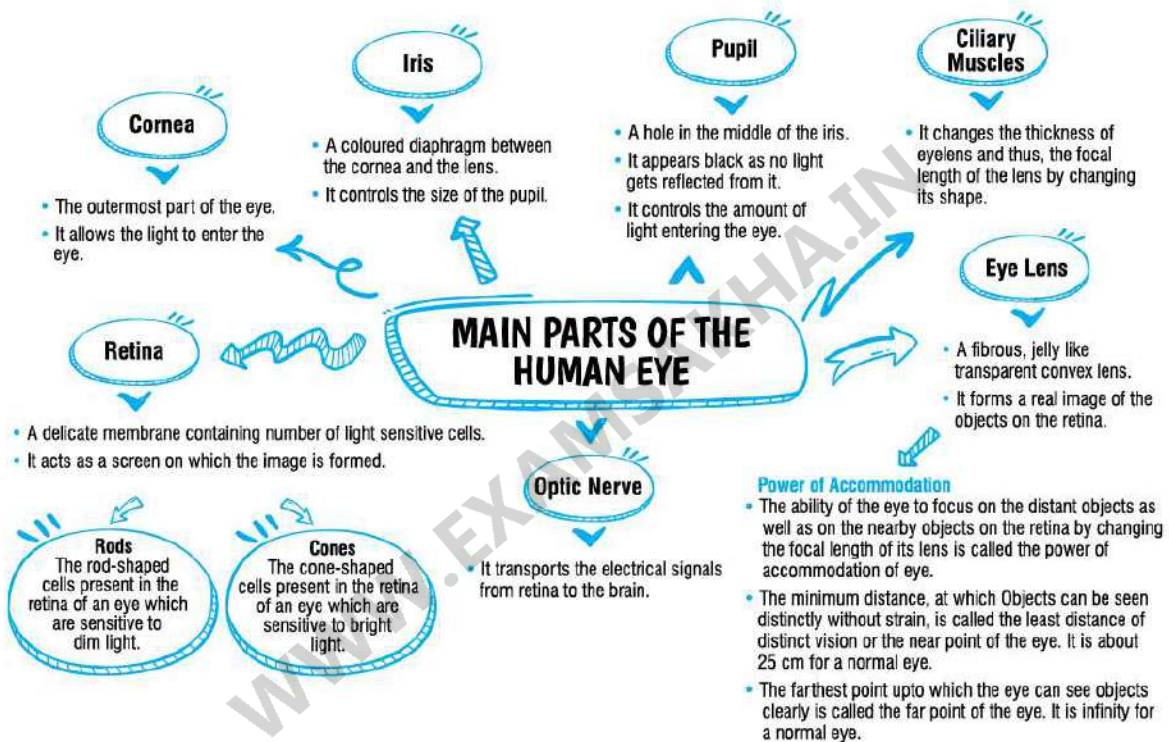 Cornea
• The outermost part of the eye.
• It allows the light to enter the
eye.
Iris
• A coloured diaphragm between
the cornea and the lens.
• It controls the size of the pupil.
Pupil
• A hole in the middle of the iris.
• It appears black as no light
gets reflected from it.
• It controls the amount of
light entering the eye.
Ciliary
Muscles
• It changes the thickness of
eyelens and thus, the focal
length of the lens by changing
its shape.
MAIN PARTS OF THE
HUMAN EYE
Eye Lens
• A fibrous, jelly like
transparent convex lens.
• It forms a real image of the
objects on the retina.
Retina
• A delicate membrane containing number of light sensitive cells.
• It acts as a screen on which the image is formed.
Rods
The rod-shaped
cells present in the
retina of an eye which
are sensitive to
dim light.
Cones
The cone-shaped
cells present in the retina
of an eye which are
sensitive to bright
light.
Optic Nerve
• It transports the electrical signals
from retina to the brain.
Power of Accommodation
• The ability of the eye to focus on the distant objects as
well as on the nearby objects on the retina by changing
the focal length of its lens is called the power of
accommodation of eye.
• The minimum distance, at which Objects can be seen
distinctly without strain, is called the least distance of
distinct vision or the near point of the eye. It is about
25 cm for a normal eye.
• The farthest point upto which the eye can see objects
clearly is called the far point of the eye. It is infinity for
a normal eye.
WWW.EXAMSAKHA.IN